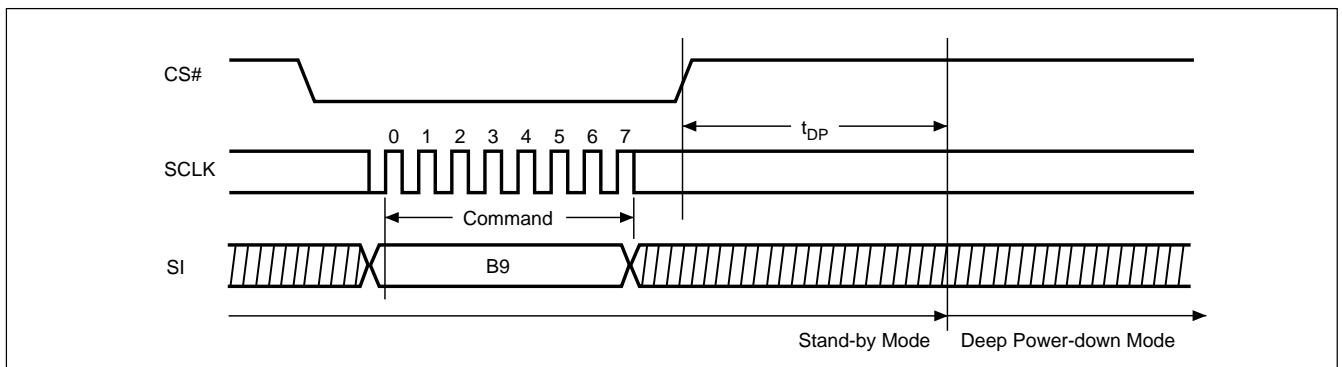 CS#
tDP
0 1 2 3 4 5 6 7
SCLK
Command
SI
B9
Stand-by Mode Deep Power-down Mode